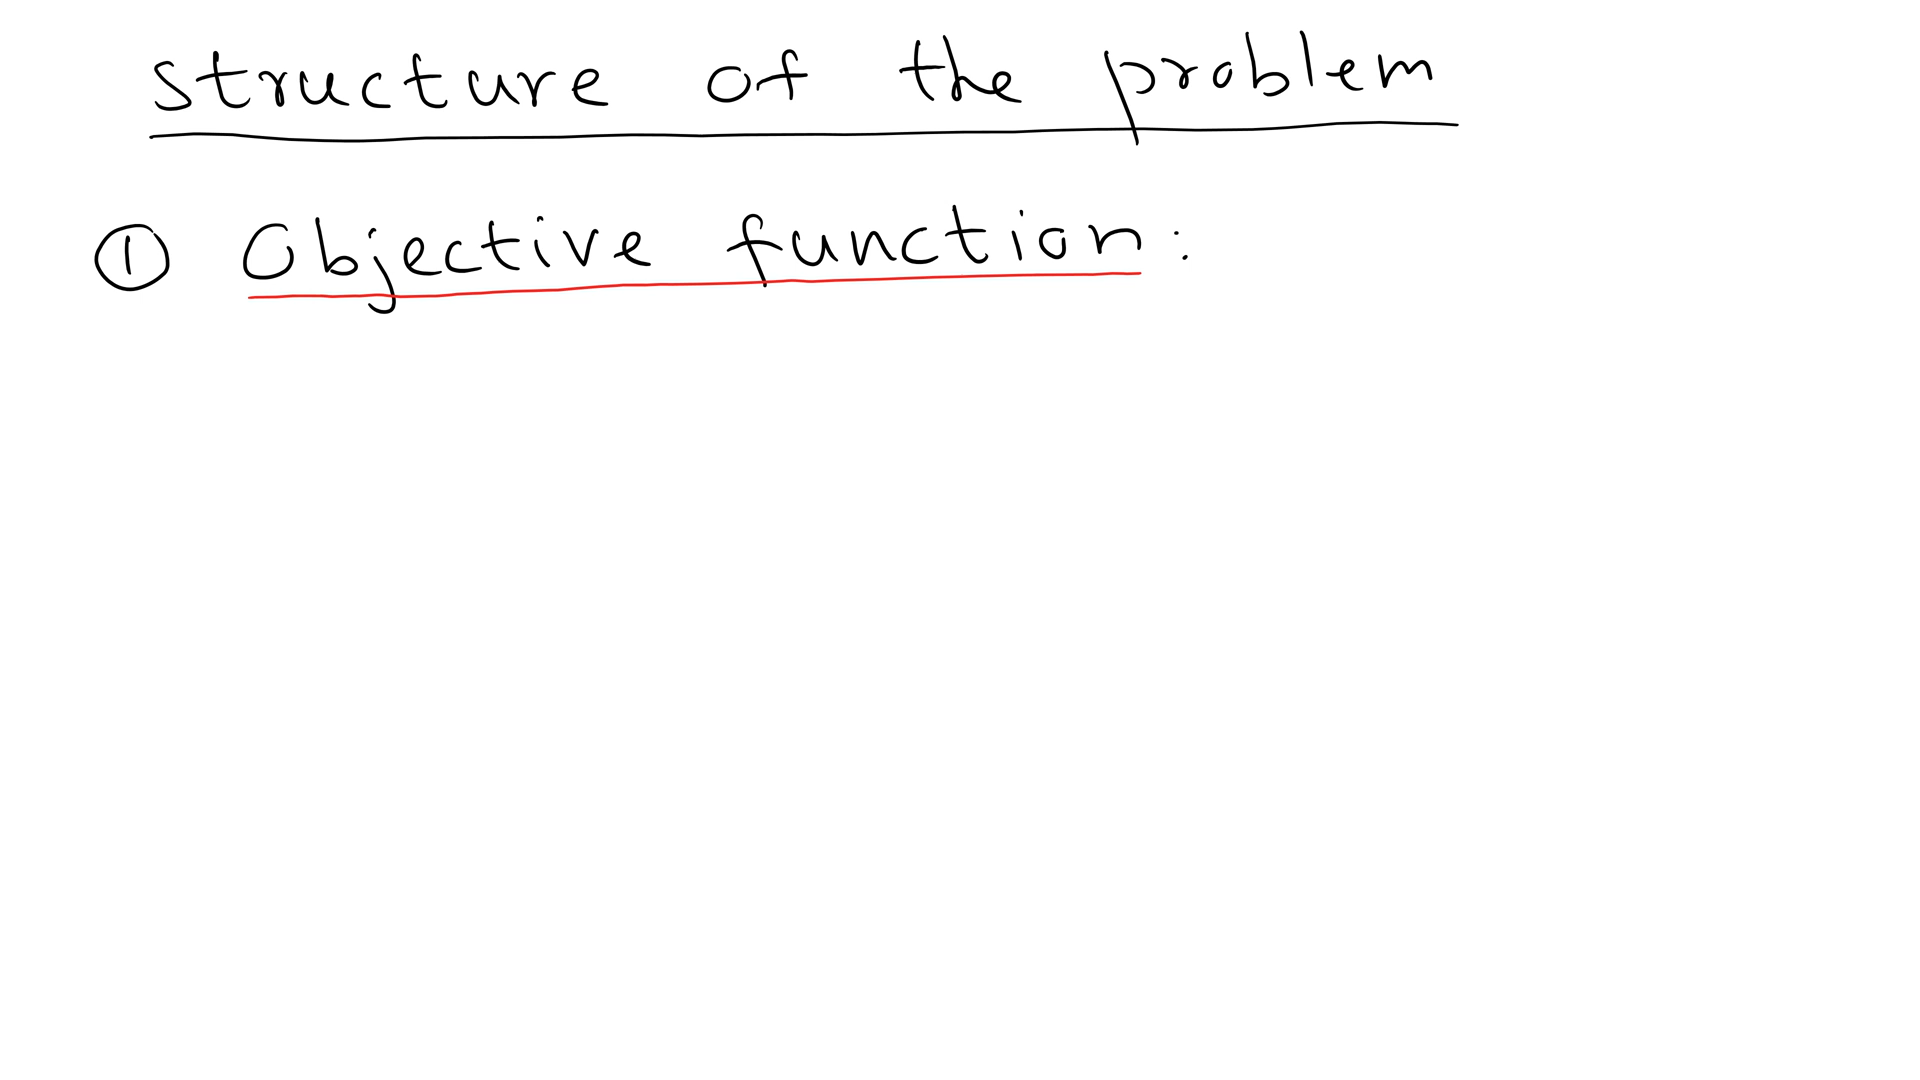 structure of the problem
① Objective function: